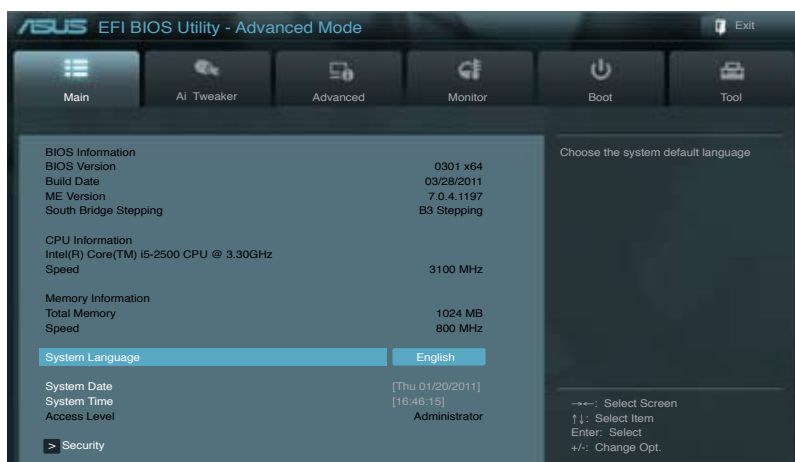 ASUS EFI BIOS Utility - Advanced Mode
Exit
Main
Ai Tweaker
Advanced
Monitor
Boot
Tool
BIOS Information
BIOS Version 0301 x64
Build Date 03/28/2011
ME Version 7.0.4.1197
South Bridge Stepping B3 Stepping
CPU Information
Intel(R) Core(TM) i5-2500 CPU @ 3.30GHz
Speed 3100 MHz
Memory Information
Total Memory 1024 MB
Speed 800 MHz
System Language English
System Date [Thu 01/20/2011]
System Time [16:46:15]
Access Level Administrator
> Security
Choose the system default language
→←: Select Screen
↑↓: Select Item
Enter: Select
+/-: Change Opt.